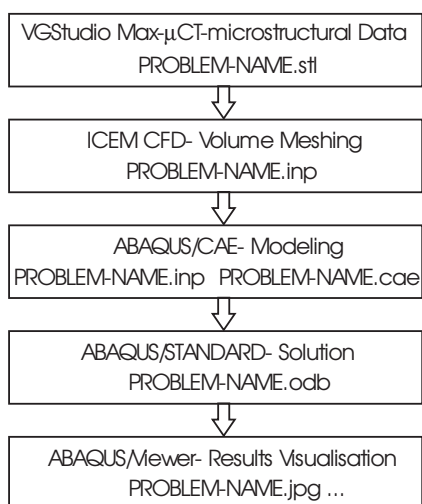 VGStudio Max-μCT-microstructural Data
PROBLEM-NAME.stl
ICEM CFD- Volume Meshing
PROBLEM-NAME.inp
ABAQUS/CAE- Modeling
PROBLEM-NAME.inp PROBLEM-NAME.cae
ABAQUS/STANDARD- Solution
PROBLEM-NAME.odb
ABAQUS/Viewer- Results Visualisation
PROBLEM-NAME.jpg ...